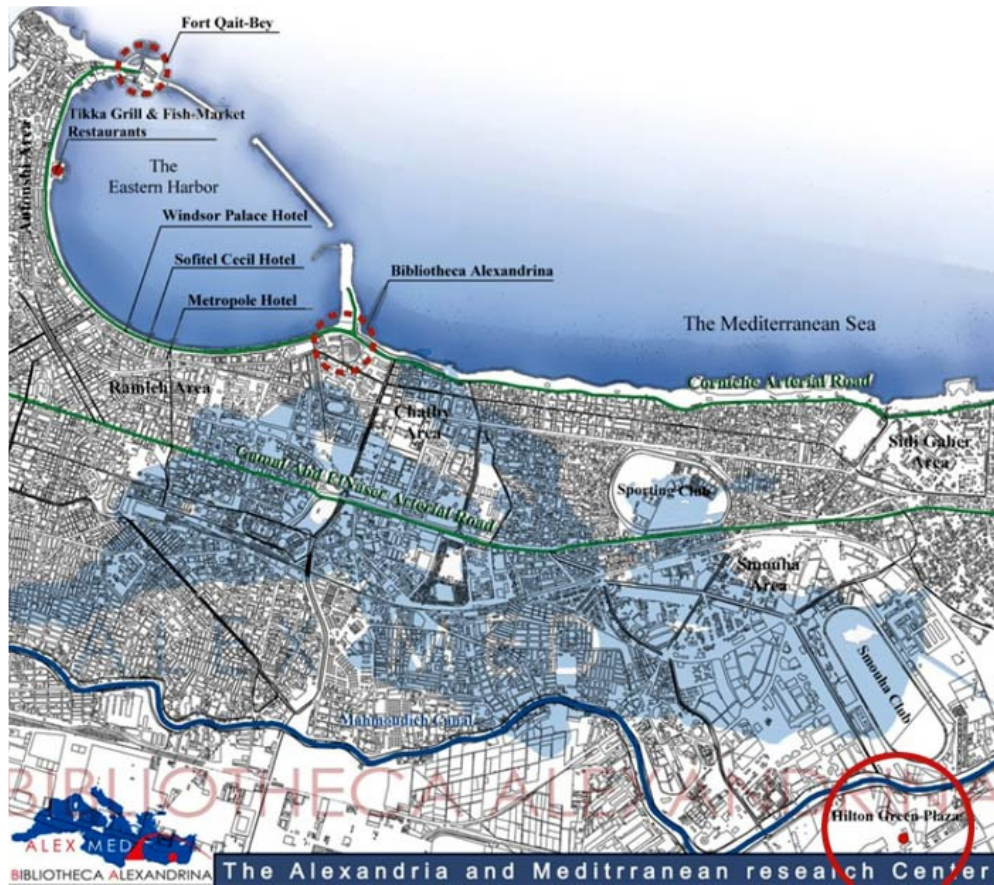 Fort Qait-Bey
Tikka Grill & Fish-Market
Restaurants
Anfoushi Area
The
Eastern Harbor
Windsor Palace Hotel
Sofitel Cecil Hotel
Metropole Hotel
Bibliotheca Alexandrina
The Mediterranean Sea
Corniche Arterial Road
Ramleh Area
Chatby
Area
Sidi Gaber
Area
Gamal Abd ElNaser Arterial Road
Sporting Club
Smouha
Area
Smouha Club
ALEX MED
Mahmoudieh Canal
BIBLIOTHECA ALEXANDRINA
Hilton Green Plaza
ALEX MED
BIBLIOTHECA ALEXANDRINA
The Alexandria and Meditrranean research Center